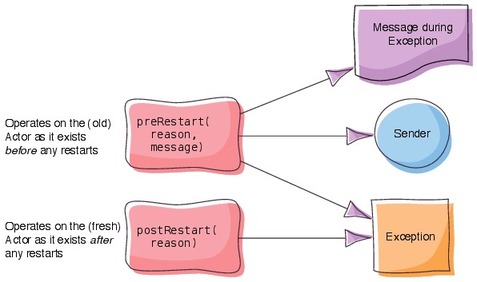 Message during
Exception
Operates on the (old)
Actor as it exists
before any restarts
preRestart(
reason,
message)
Sender
Operates on the (fresh)
Actor as it exists after
any restarts
postRestart(
reason)
Exception